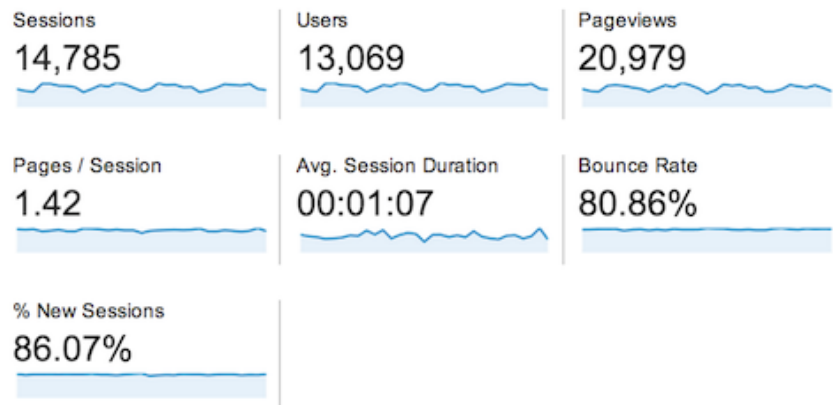 Sessions
14,785
Users
13,069
Pageviews
20,979
Pages / Session
1.42
Avg. Session Duration
00:01:07
Bounce Rate
80.86%
% New Sessions
86.07%